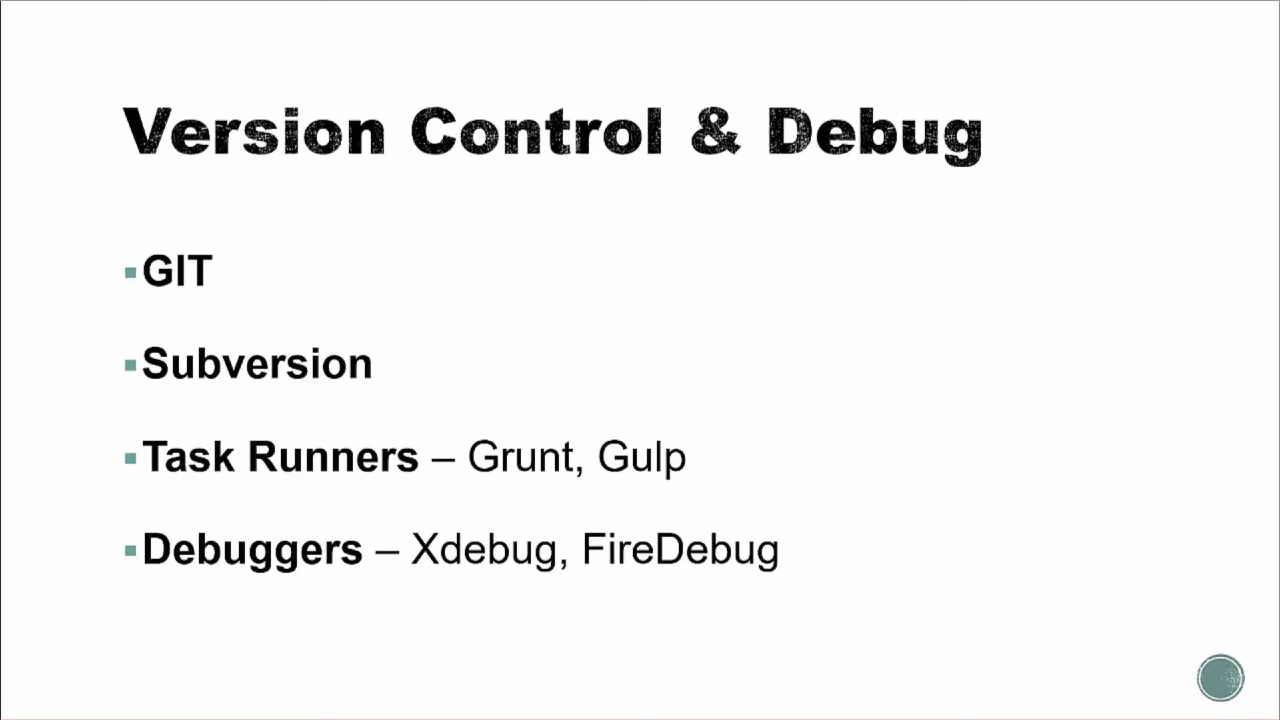 Version Control & Debug
GIT
Subversion
Task Runners – Grunt, Gulp
Debuggers – Xdebug, FireDebug